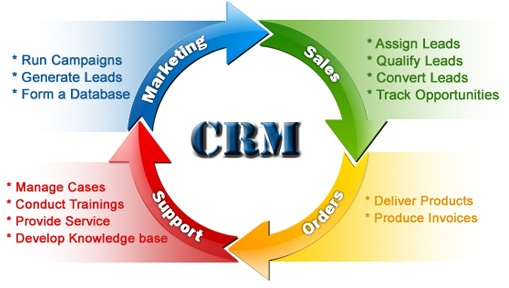 Marketing
* Run Campaigns
* Generate Leads
* Form a Database
Sales
* Assign Leads
* Qualify Leads
* Convert Leads
* Track Opportunities
CRM
Support
* Manage Cases
* Conduct Trainings
* Provide Service
* Develop Knowledge base
Orders
* Deliver Products
* Produce Invoices